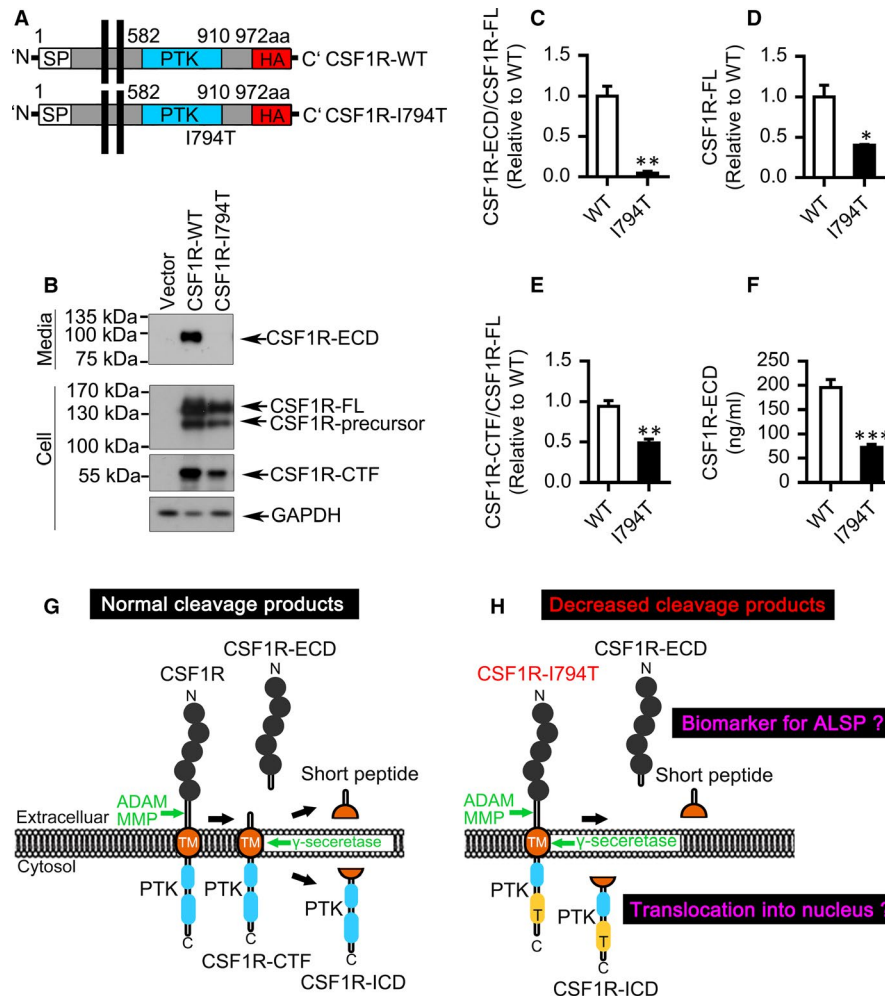 A
1 582 910 972aa
‘N SP PTK HA C‘ CSF1R-WT
1 582 910 972aa
‘N SP PTK HA C‘ CSF1R-I794T
I794T
B
Vector
CSF1R-WT
CSF1R-I794T
Media
135 kDa
100 kDa
75 kDa
CSF1R-ECD
Cell
170 kDa
130 kDa
100 kDa
55 kDa
CSF1R-FL
CSF1R-precursor
CSF1R-CTF
GAPDH
C
CSF1R-ECD/CSF1R-FL
(Relative to WT)
1.5
1.0
0.5
0.0
**
WT
I794T
D
CSF1R-FL
(Relative to WT)
1.5
1.0
0.5
0.0
*
WT
I794T
E
CSF1R-CTF/CSF1R-FL
(Relative to WT)
1.5
1.0
0.5
0.0
**
WT
I794T
F
CSF1R-ECD
(ng/ml)
250
200
150
100
50
0
***
WT
I794T
G
Normal cleavage products
CSF1R-ECD
N
CSF1R
N
Short peptide
ADAM
MMP
Extracelluar
TM
TM
γ-seceretase
Cytosol
PTK
PTK
PTK
C
C
CSF1R-CTF
C
CSF1R-ICD
H
Decreased cleavage products
CSF1R-ECD
N
CSF1R-I794T
N
Biomarker for ALSP ?
Short peptide
ADAM
MMP
TM
γ-seceretase
PTK
T
C
PTK
T
C
CSF1R-ICD
Translocation into nucleus ?